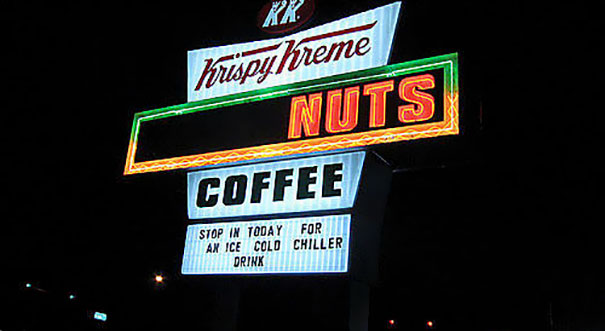 KK
Krispy Kreme
NUTS
COFFEE
STOP IN TODAY FOR
AN ICE COLD CHILLER
DRINK